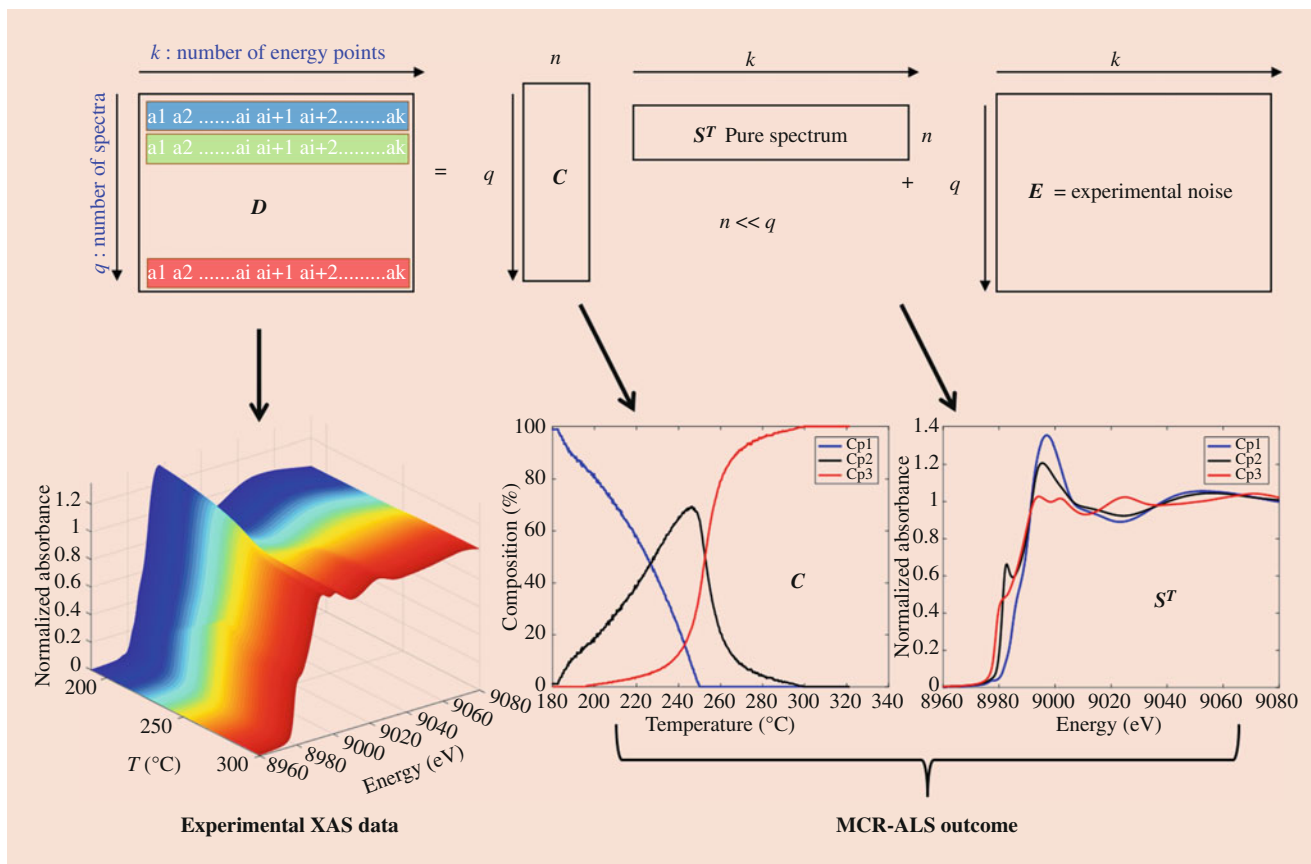 k : number of energy points
n
k
k
q : number of spectra
a1 a2 .......ai ai+1 ai+2.........ak
a1 a2 .......ai ai+1 ai+2.........ak
D
a1 a2 .......ai ai+1 ai+2.........ak
=
q
C
S^T Pure spectrum
n
n << q
+
q
E = experimental noise
Normalized absorbance
1.2
1
0.8
0.6
0.4
0.2
0
200
250
300
T (°C)
8960
8980
9000
9020
9040
9060
9080
Energy (eV)
Experimental XAS data
Composition (%)
100
80
60
40
20
0
Cp1
Cp2
Cp3
C
180 200 220 240 260 280 300 320 340
Temperature (°C)
Normalized absorbance
1.4
1.2
1
0.8
0.6
0.4
0.2
0
Cp1
Cp2
Cp3
S^T
8960 8980 9000 9020 9040 9060 9080
Energy (eV)
MCR-ALS outcome